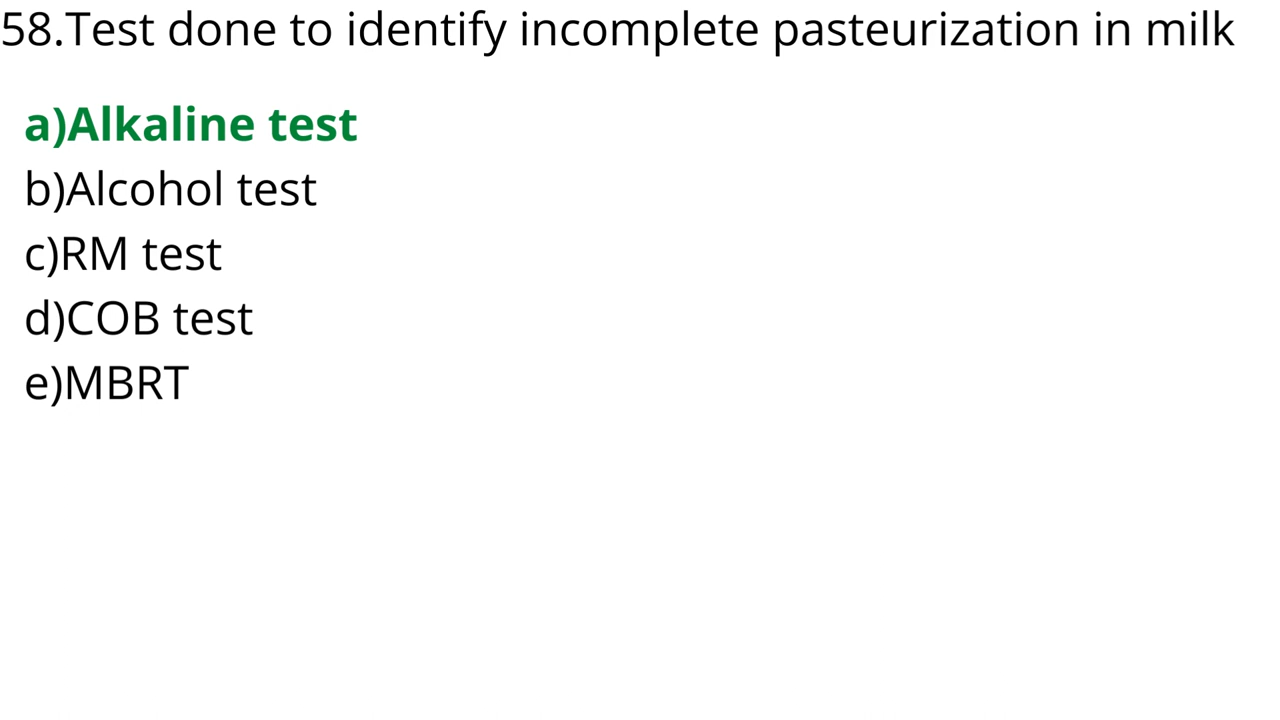 58.Test done to identify incomplete pasteurization in milk
a)Alkaline test
b)Alcohol test
c)RM test
d)COB test
e)MBRT